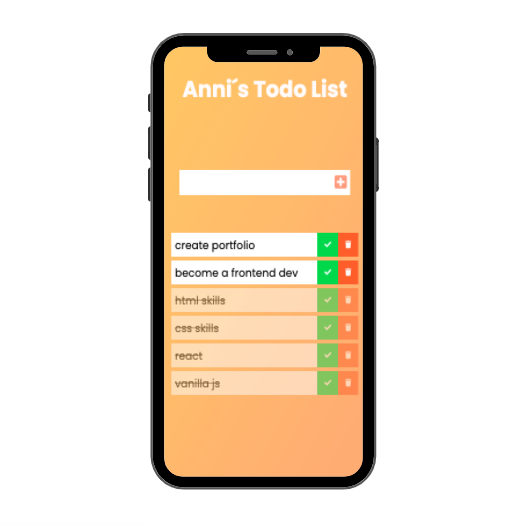 Anni´s Todo List
create portfolio
become a frontend dev
html skills
css skills
react
vanilla js